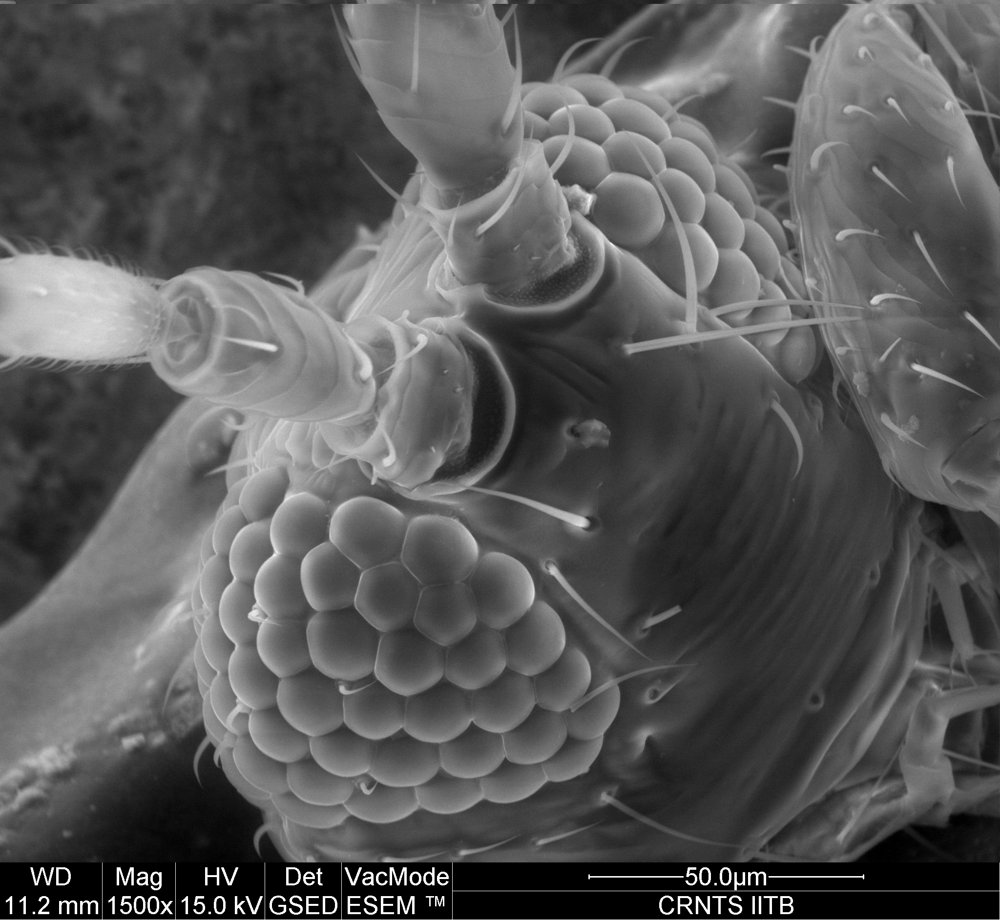 WD Mag HV Det VacMode 50.0µm
11.2 mm 1500x 15.0 kV GSED ESEM ™ CRNTS IITB